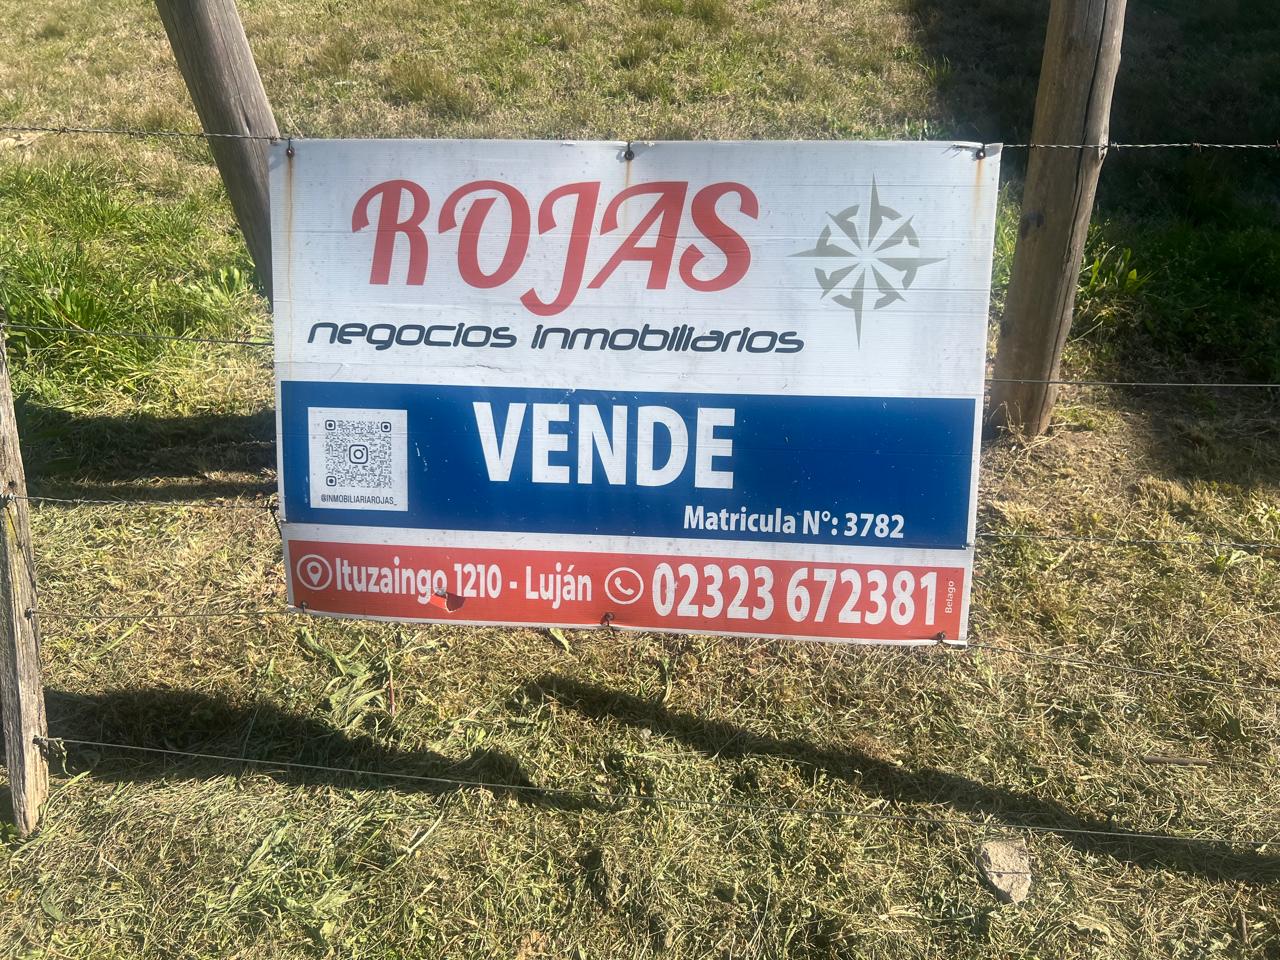 ROJAS
negocios inmobiliarios
VENDE
@INMOBILIARIAROJAS_
Matricula N°: 3782
Ituzaingo 1210 - Luján
02323 672381
Belago